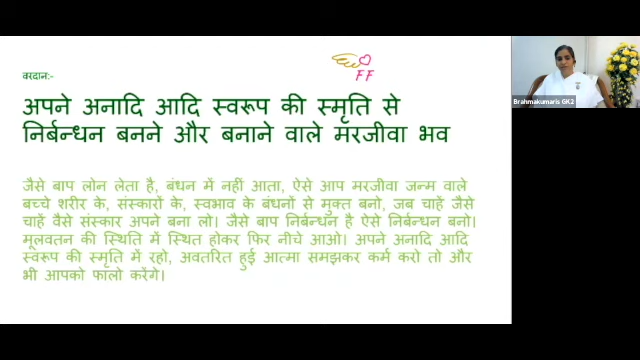 F F
वरदान:-
अपने अनादि आदि स्वरूप की स्मृति से
निर्बन्धन बनने और बनाने वाले मरजीवा भव
जैसे बाप लोन लेता है, बंधन में नहीं आता, ऐसे आप मरजीवा जन्म वाले
बच्चे शरीर के, संस्कारों के, स्वभाव के बंधनों से मुक्त बनो, जब चाहें जैसे
चाहें वैसे संस्कार अपने बना लो। जैसे बाप निर्बन्धन है ऐसे निर्बन्धन बनो।
मूलवतन की स्थिति में स्थित होकर फिर नीचे आओ। अपने अनादि आदि
स्वरूप की स्मृति में रहो, अवतरित हुई आत्मा समझकर कर्म करो तो और
भी आपको फालो करेंगे।
Brahmakumaris GK2